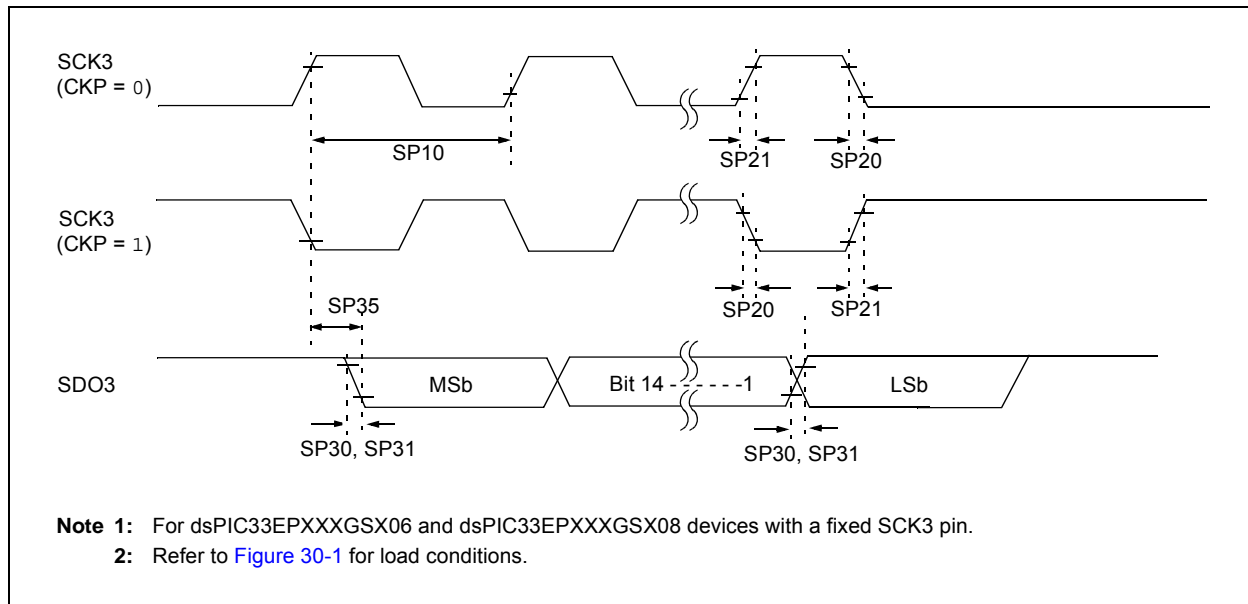 SCK3
(CKP = 0)
SP10
SP21
SP20
SCK3
(CKP = 1)
SP35
SP20
SP21
SDO3
MSb
Bit 14 - - - - - -1
LSb
SP30, SP31
SP30, SP31
Note 1: For dsPIC33EPXXXGSX06 and dsPIC33EPXXXGSX08 devices with a fixed SCK3 pin.
2: Refer to Figure 30-1 for load conditions.